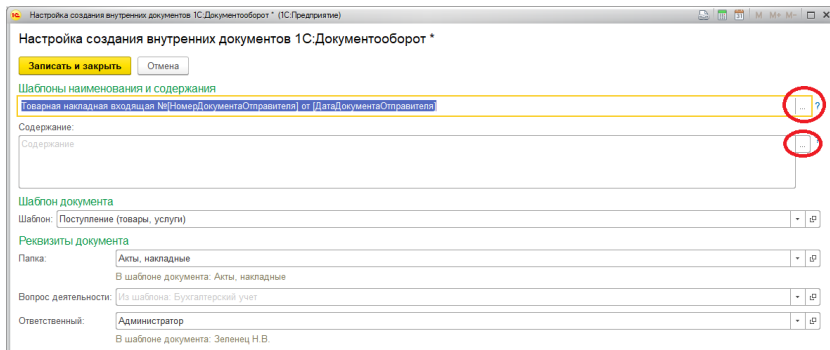 1С Настройка создания внутренних документов 1С:Документооборот * (1С:Предприятие) M M+ M-
Настройка создания внутренних документов 1С:Документооборот *
Записать и закрыть Отмена
Шаблоны наименования и содержания
Товарная накладная входящая №[НомерДокументаОтправителя] от [ДатаДокументаОтправителя] ... ?
Содержание:
Содержание ...
Шаблон документа
Шаблон: Поступление (товары, услуги)
Реквизиты документа
Папка: Акты, накладные
В шаблоне документа: Акты, накладные
Вопрос деятельности: Из шаблона: Бухгалтерский учет
Ответственный: Администратор
В шаблоне документа: Зеленец Н.В.